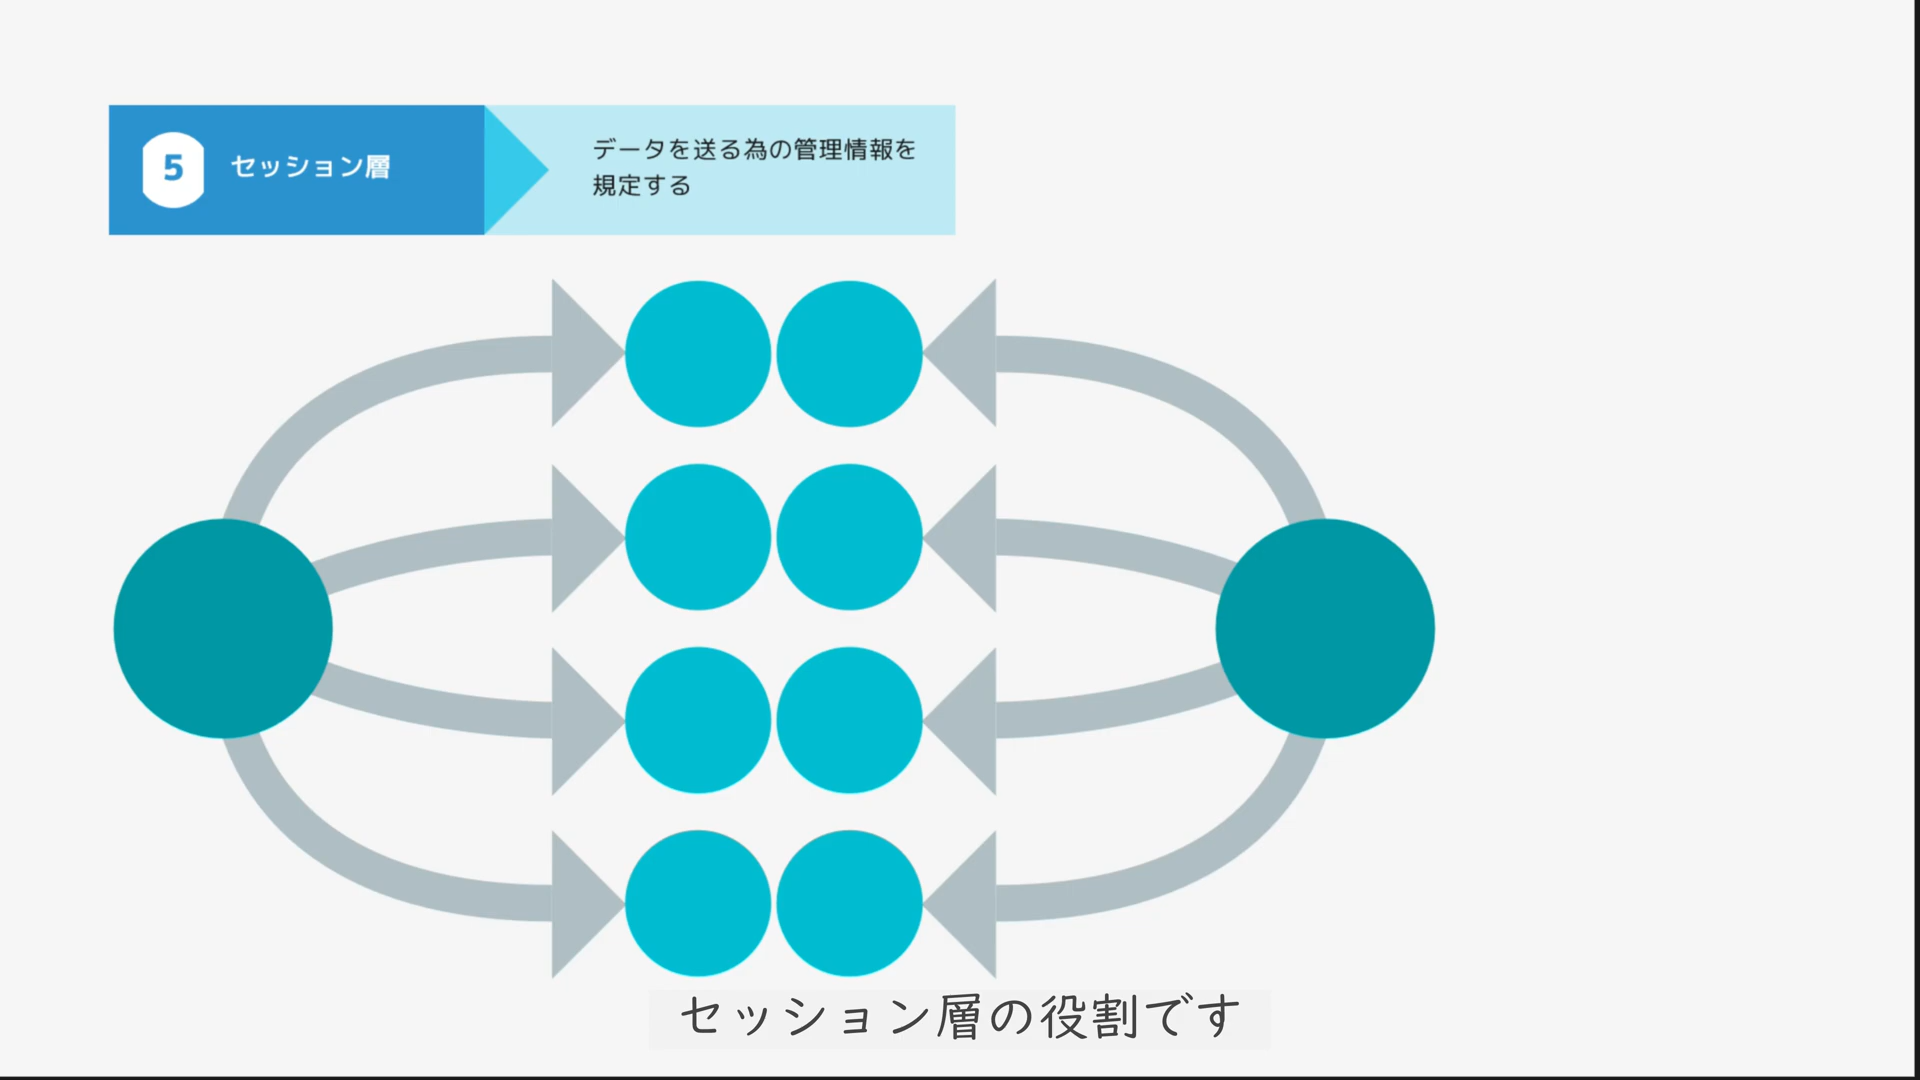 5
セッション層
データを送る為の管理情報を
規定する
セッション層の役割です